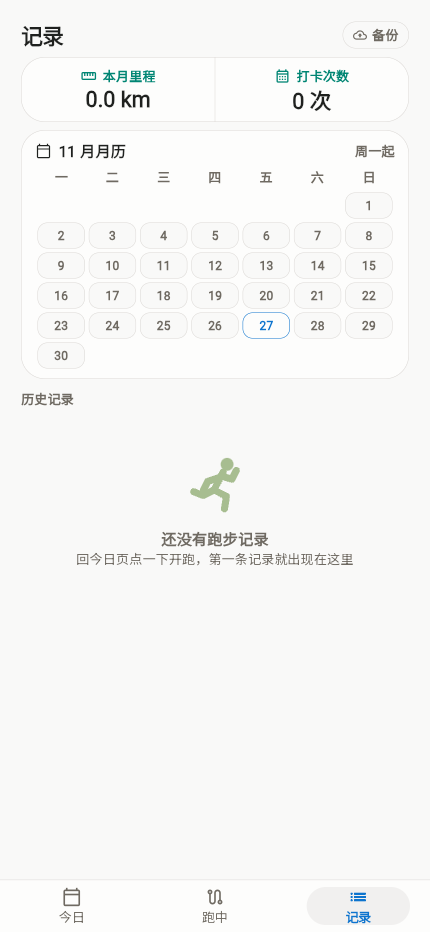 记录
备份
本月里程
0.0 km
打卡次数
0 次
11 月月历
周一起
一 二 三 四 五 六 日
1
2 3 4 5 6 7 8
9 10 11 12 13 14 15
16 17 18 19 20 21 22
23 24 25 26 27 28 29
30
历史记录
还没有跑步记录
回今日页点一下开跑，第一条记录就出现在这里
今日
跑中
记录